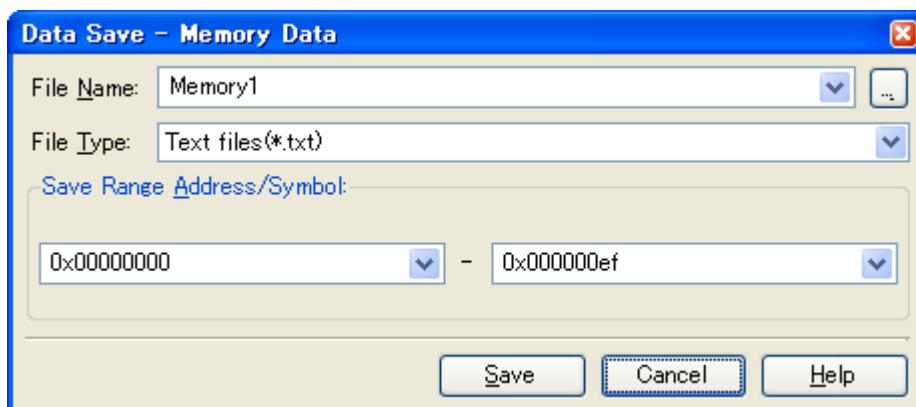 Data Save - Memory Data
File Name: Memory1 ...
File Type: Text files(*.txt)
Save Range Address/Symbol:
0x00000000 - 0x000000ef
Save Cancel Help